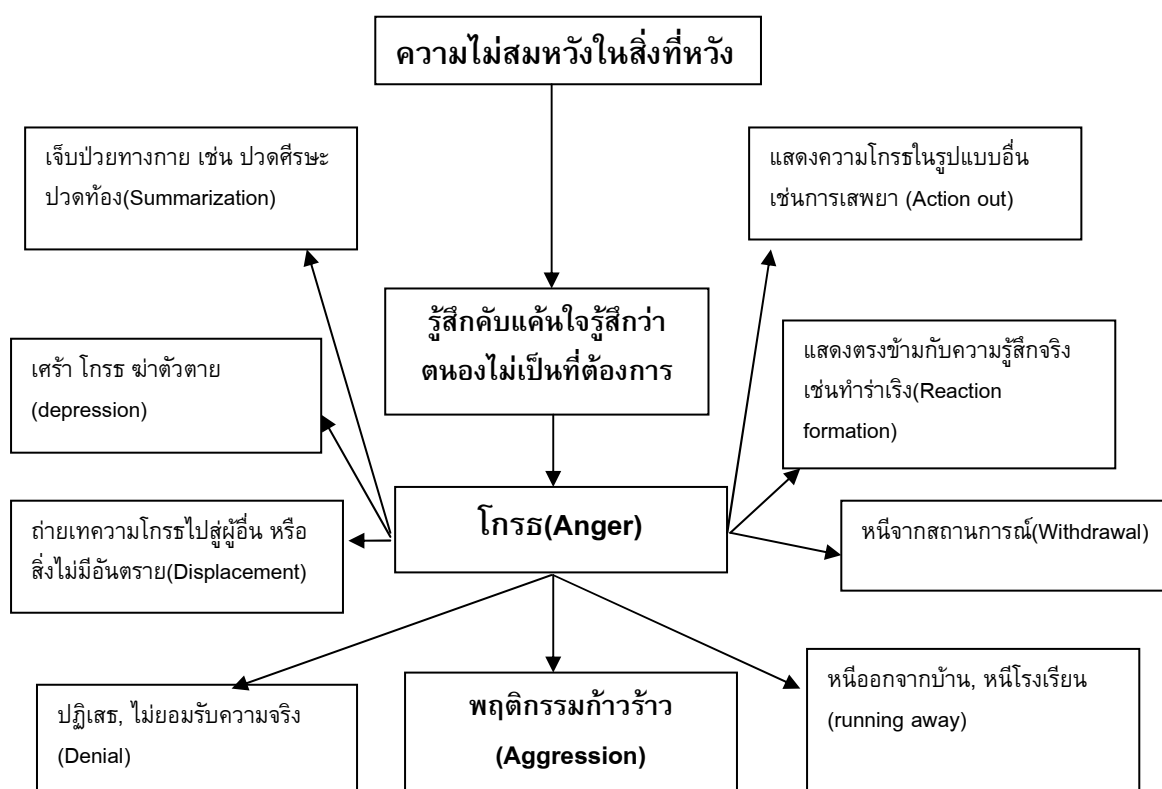 ความไม่สมหวังในสิ่งที่หวัง
เจ็บป่วยทางกาย เช่น ปวดศีรษะ
ปวดท้อง(Summarization)
แสดงความโกรธในรูปแบบอื่น
เช่นการเสพยา (Action out)
รู้สึกคับแค้นใจรู้สึกว่า
ตนองไม่เป็นที่ต้องการ
เศร้า โกรธ ฆ่าตัวตาย
(depression)
แสดงตรงข้ามกับความรู้สึกจริง
เช่นทำร่าเริง(Reaction
formation)
โกรธ(Anger)
ถ่ายเทความโกรธไปสู่ผู้อื่น หรือ
สิ่งไม่มีอันตราย(Displacement)
หนีจากสถานการณ์(Withdrawal)
ปฏิเสธ, ไม่ยอมรับความจริง
(Denial)
พฤติกรรมก้าวร้าว
(Aggression)
หนีออกจากบ้าน, หนีโรงเรียน
(running away)